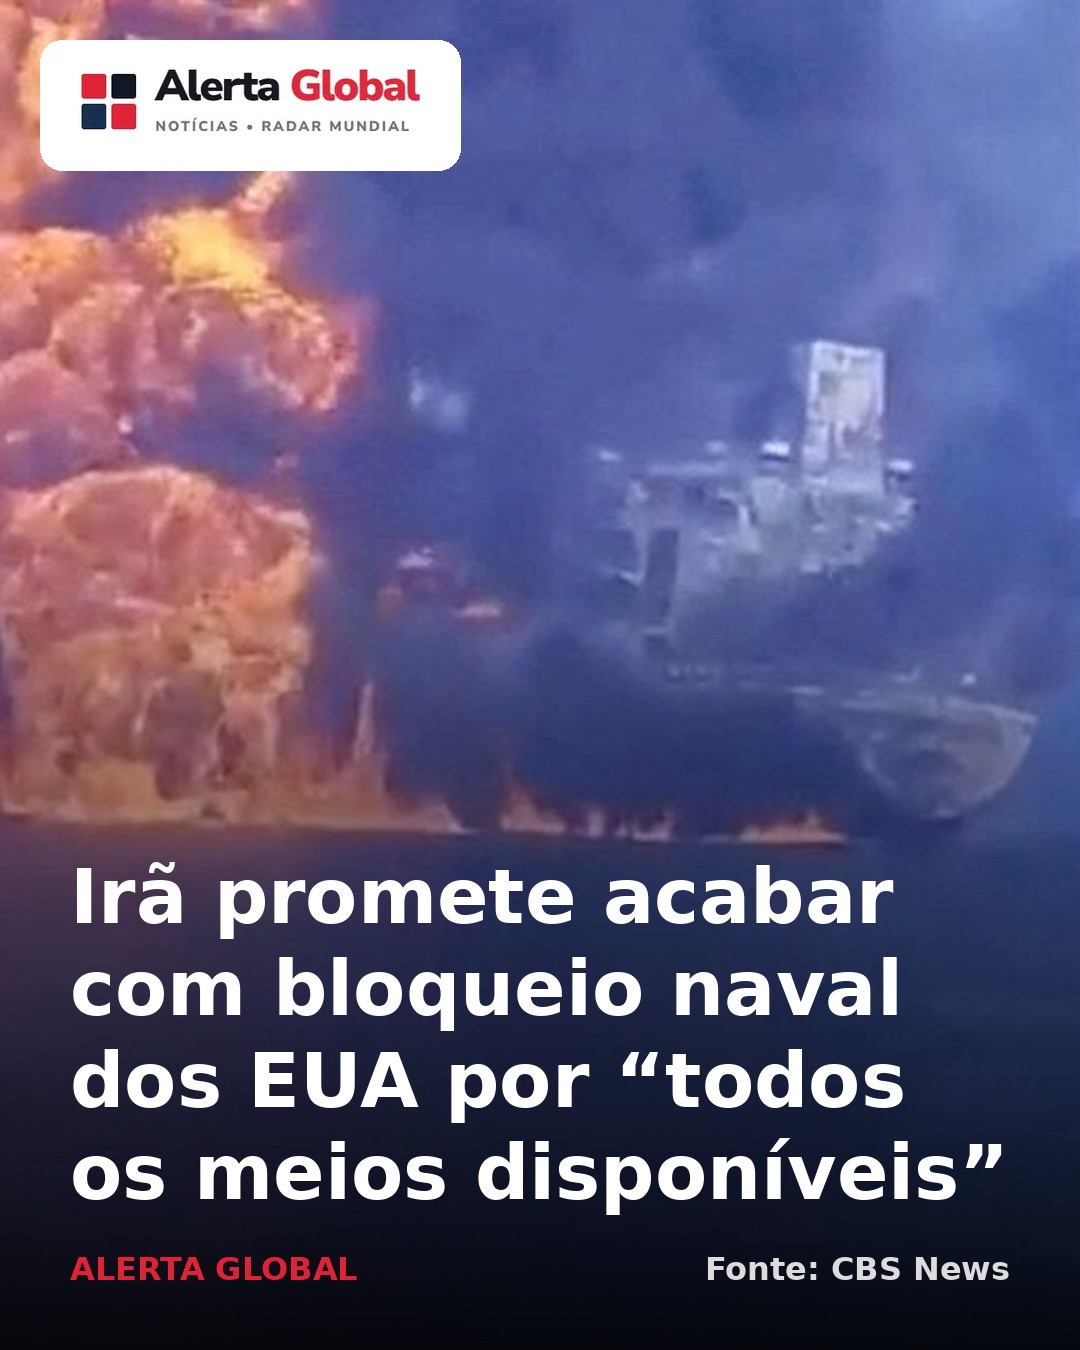 Alerta Global
NOTÍCIAS • RADAR MUNDIAL
Irã promete acabar
com bloqueio naval
dos EUA por “todos
os meios disponíveis”
ALERTA GLOBAL
Fonte: CBS News